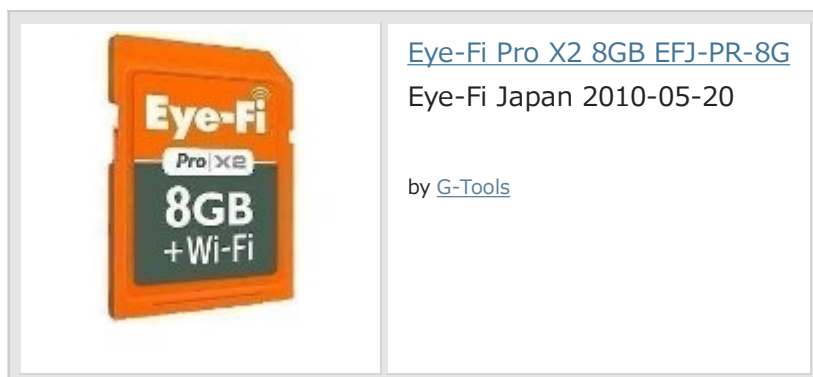 Eye-Fi
Pro X2
8GB
+Wi-Fi
Eye-Fi Pro X2 8GB EFJ-PR-8G
Eye-Fi Japan 2010-05-20
by G-Tools